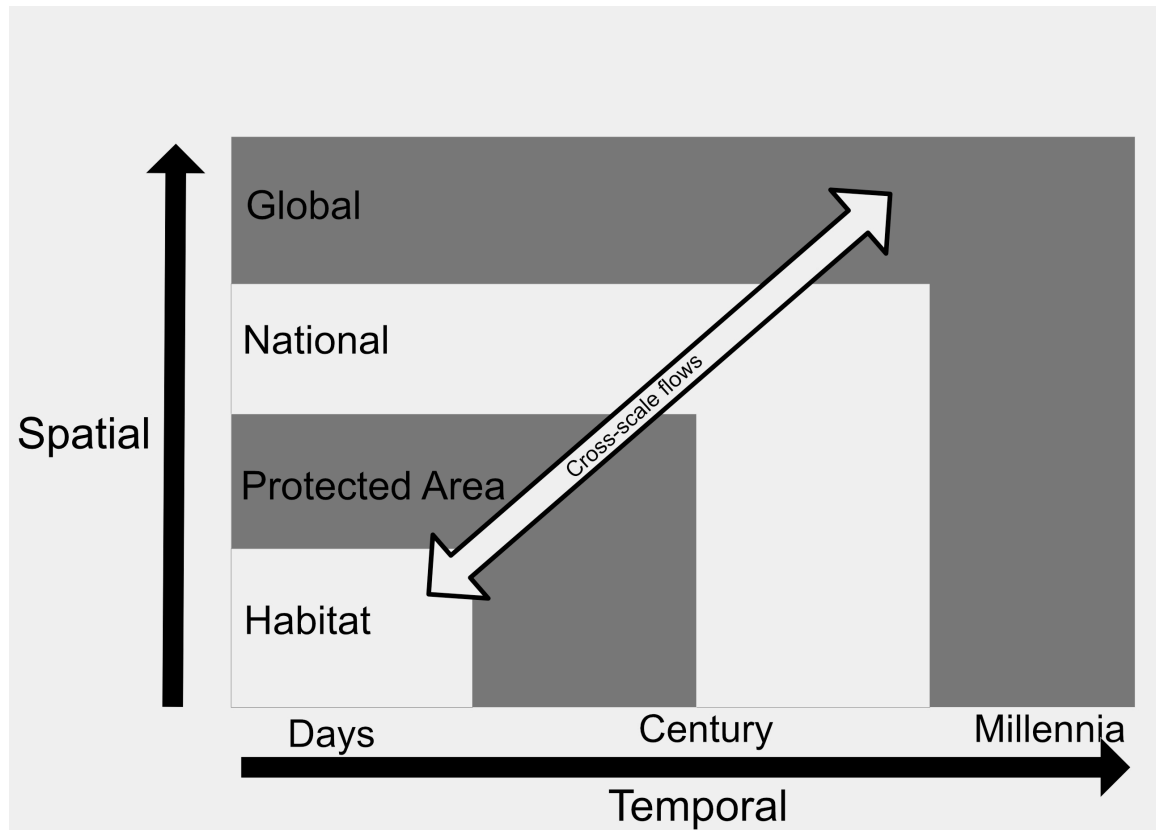 Global
National
Cross-scale flows
Spatial
Protected Area
Habitat
Days
Century
Millennia
Temporal